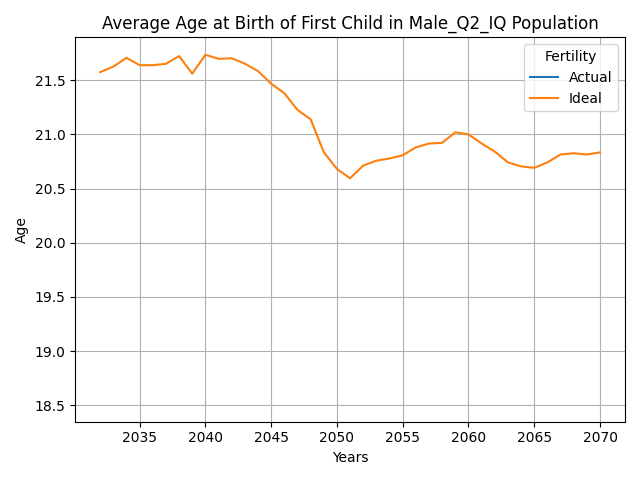 Average Age at Birth of First Child in Male_Q2_IQ Population
Fertility
Actual
Ideal
21.5
21.0
20.5
20.0
19.5
19.0
18.5
Age
2035 2040 2045 2050 2055 2060 2065 2070
Years